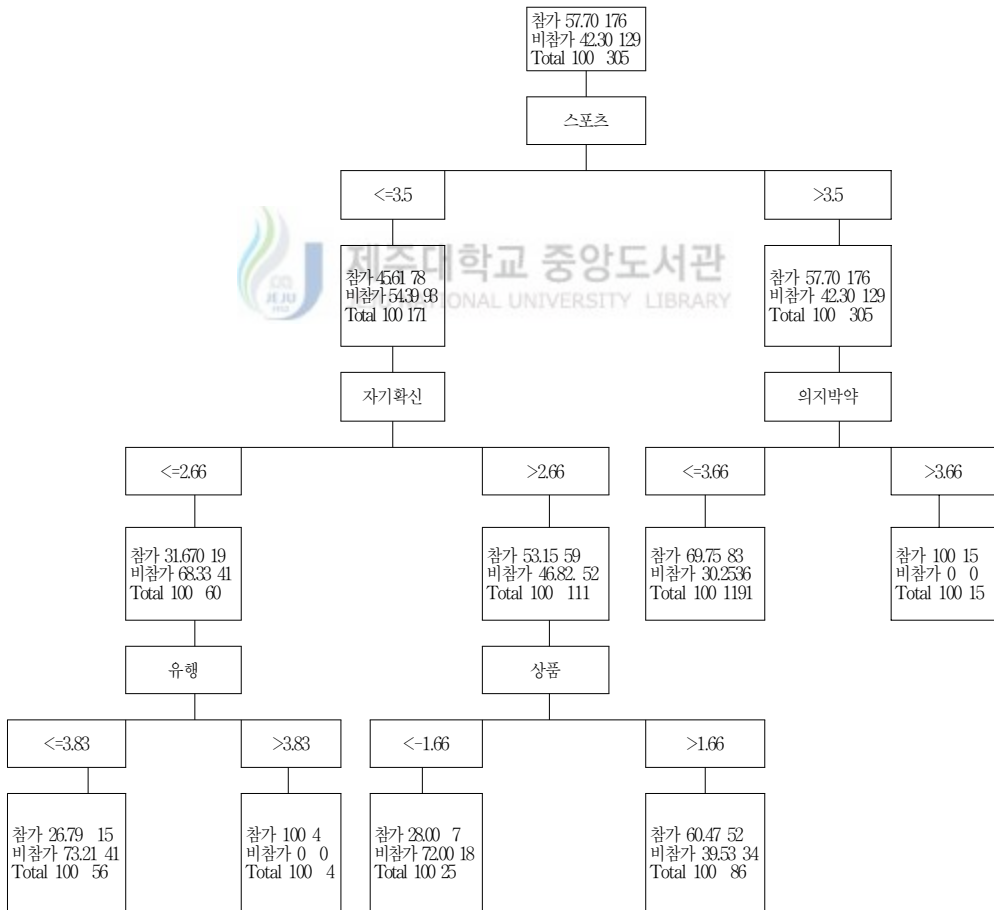 참가 57.70 176
비참가 42.30 129
Total 100 305
스포츠
<=3.5
>3.5
제주대학교 중앙도서관
JEJU
1952
NATIONAL UNIVERSITY LIBRARY
참가 45.61 78
비참가 54.39 93
Total 100 171
참가 57.70 176
비참가 42.30 129
Total 100 305
자기확신
의지박약
<=2.66
>2.66
<=3.66
>3.66
참가 31.670 19
비참가 68.33 41
Total 100 60
참가 53.15 59
비참가 46.82. 52
Total 100 111
참가 69.75 83
비참가 30.2536
Total 100 1191
참가 100 15
비참가 0 0
Total 100 15
유행
상품
<=3.83
>3.83
<-1.66
>1.66
참가 26.79 15
비참가 73.21 41
Total 100 56
참가 100 4
비참가 0 0
Total 100 4
참가 28.00 7
비참가 72.00 18
Total 100 25
참가 60.47 52
비참가 39.53 34
Total 100 86